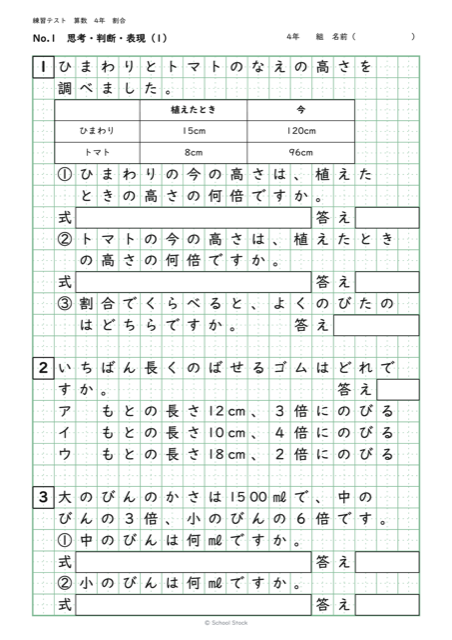 練習テスト 算数 4年 割合
No.1 思考・判断・表現(1) 4年 組 名前( )
1 ひまわりとトマトのなえの高さを
調べました。
植えたとき 今
ひまわり 15cm 120cm
トマト 8cm 96cm
①ひまわりの今の高さは、植えた
ときの高さの何倍ですか。
式 答え
②トマトの今の高さは、植えたとき
の高さの何倍ですか。
式 答え
③割合でくらべると、よくのびたの
はどちらですか。 答え
2 いちばん長くのばせるゴムはどれで
すか。 答え
ア もとの長さ12cm、3倍にのびる
イ もとの長さ10cm、4倍にのびる
ウ もとの長さ18cm、2倍にのびる
3 大のびんのかさは1500mlで、中の
びんの3倍、小のびんの6倍です。
①中のびんは何mlですか。
式 答え
②小のびんは何mlですか。
式 答え
© School Stock